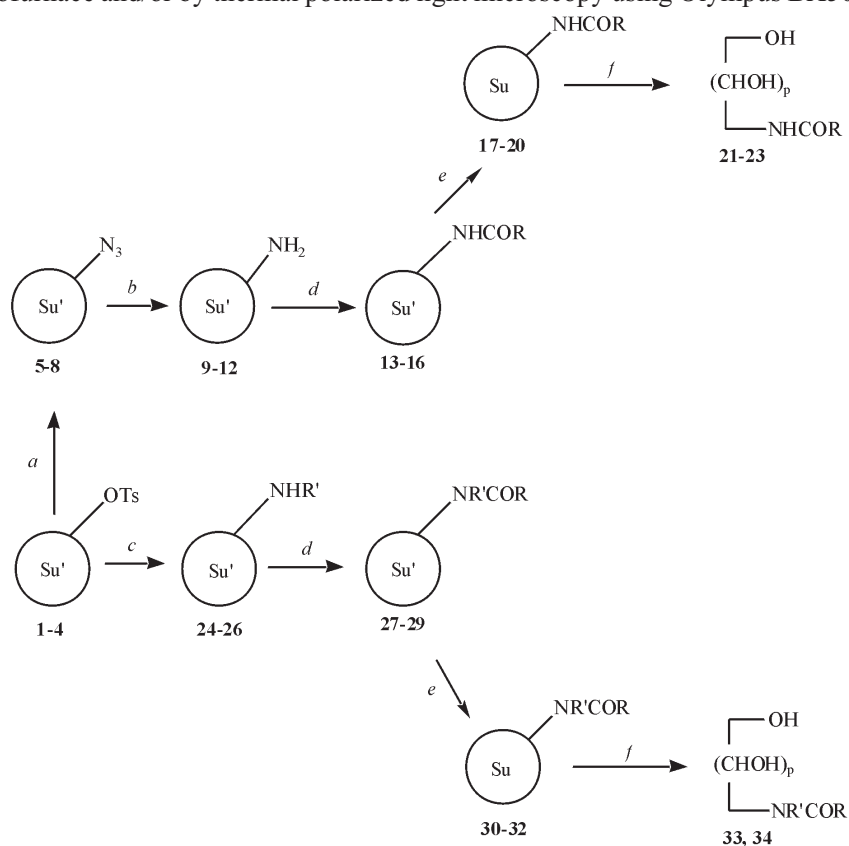 NHCOR
OH
Su
f
(CHOH)p
NHCOR
17-20
21-23
e
N3
NH2
NHCOR
Su'
b
Su'
d
Su'
5-8
9-12
13-16
a
OTs
NHR'
NR'COR
Su'
c
Su'
d
Su'
1-4
24-26
27-29
e
NR'COR
OH
Su
f
(CHOH)p
NR'COR
30-32
33, 34